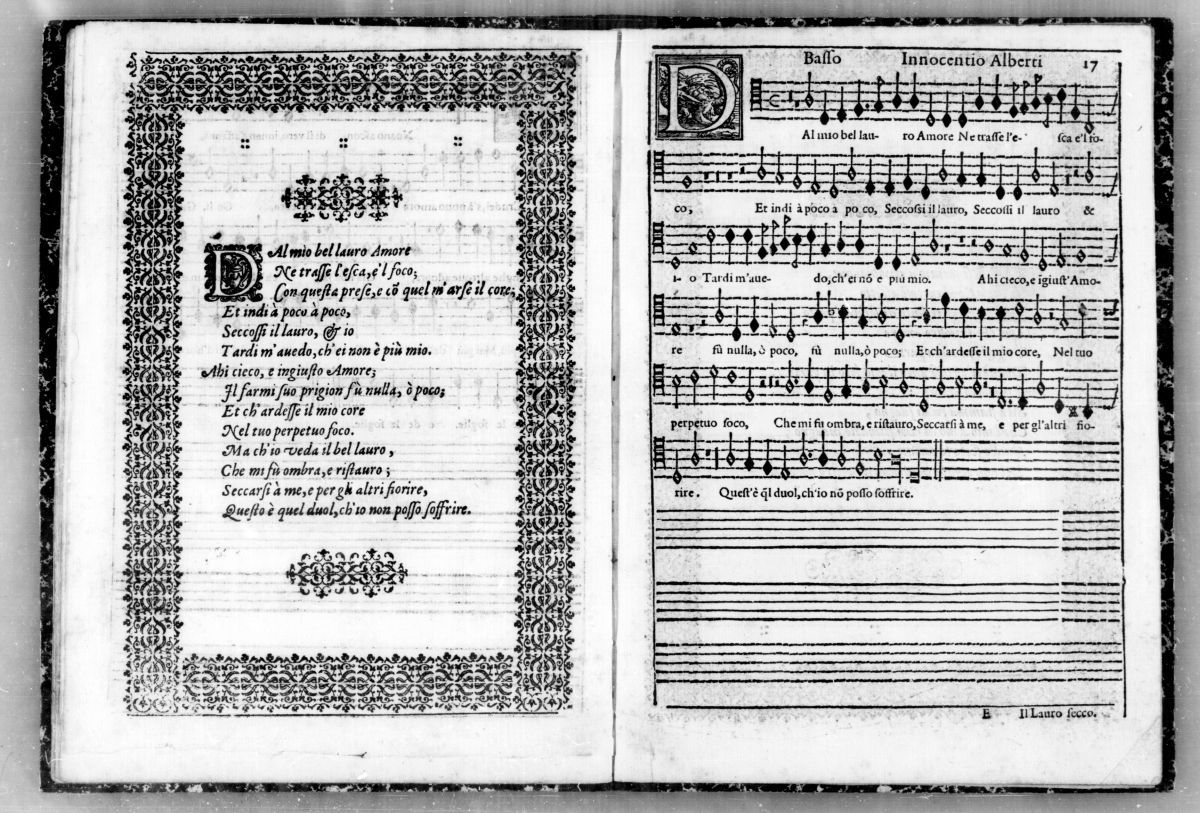 DAl mio bel lauro Amore
Ne trasse l'esca, e'l foco;
Con questa prese, e cõ quel m'arse il core;
Et indi à poco à poco,
Seccossi il lauro, & io
Tardi m'auedo, ch'ei non è più mio.
Ahi cieco, e ingiusto Amore;
Il farmi suo prigion fù nulla, ò poco;
Et ch'ardesse il mio core
Nel tuo perpetuo foco.
Ma ch'io veda il bel lauro,
Che mi fù ombra, e ristauro;
Seccarsi à me, e per gli altri fiorire,
Questo è quel duol, ch'io non posso soffrire.
Basso Innocentio Alberti 17
DAl mio bel lau- ro Amore Ne trasse l'e- sca e'l fo-
co, Et indi à poco à po co, Seccossi il lauro, Seccossi il lauro &
i- o Tardi m'aue- do, ch'ei nõ e più mio. Ahi cieco, e igiust'Amo-
re fù nulla, ò poco, fù nulla, ò poco; Et ch'ardesse il mio core, Nel tuo
perpetuo foco, Che mi fù ombra, e ristauro, Seccarsi à me, e per gl'altri fio-
rire. Quest'è q̃l duol, ch'io nõ posso soffrire.
E Il Lauro secco.